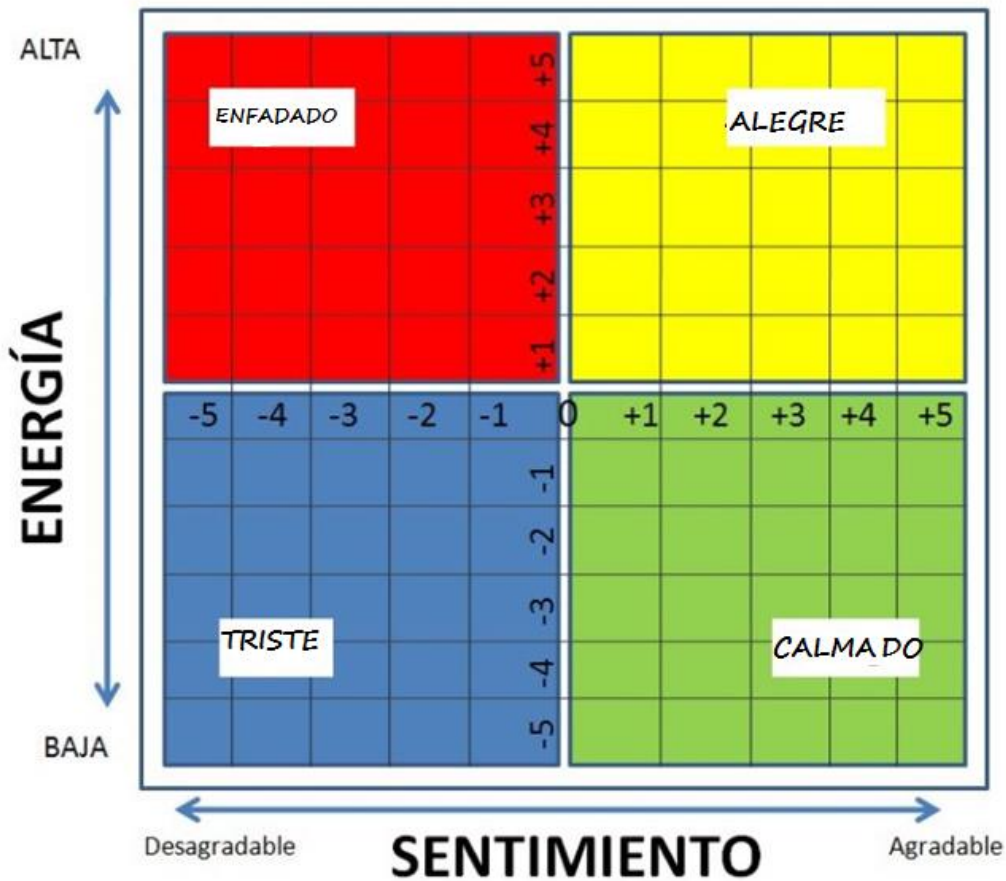 ALTA
+5
ENFADADO
ALEGRE
+4
+3
+2
+1
ENERGÍA
-5 -4 -3 -2 -1 0 +1 +2 +3 +4 +5
-1
-2
-3
TRISTE
CALMADO
-4
-5
BAJA
Desagradable SENTIMIENTO Agradable